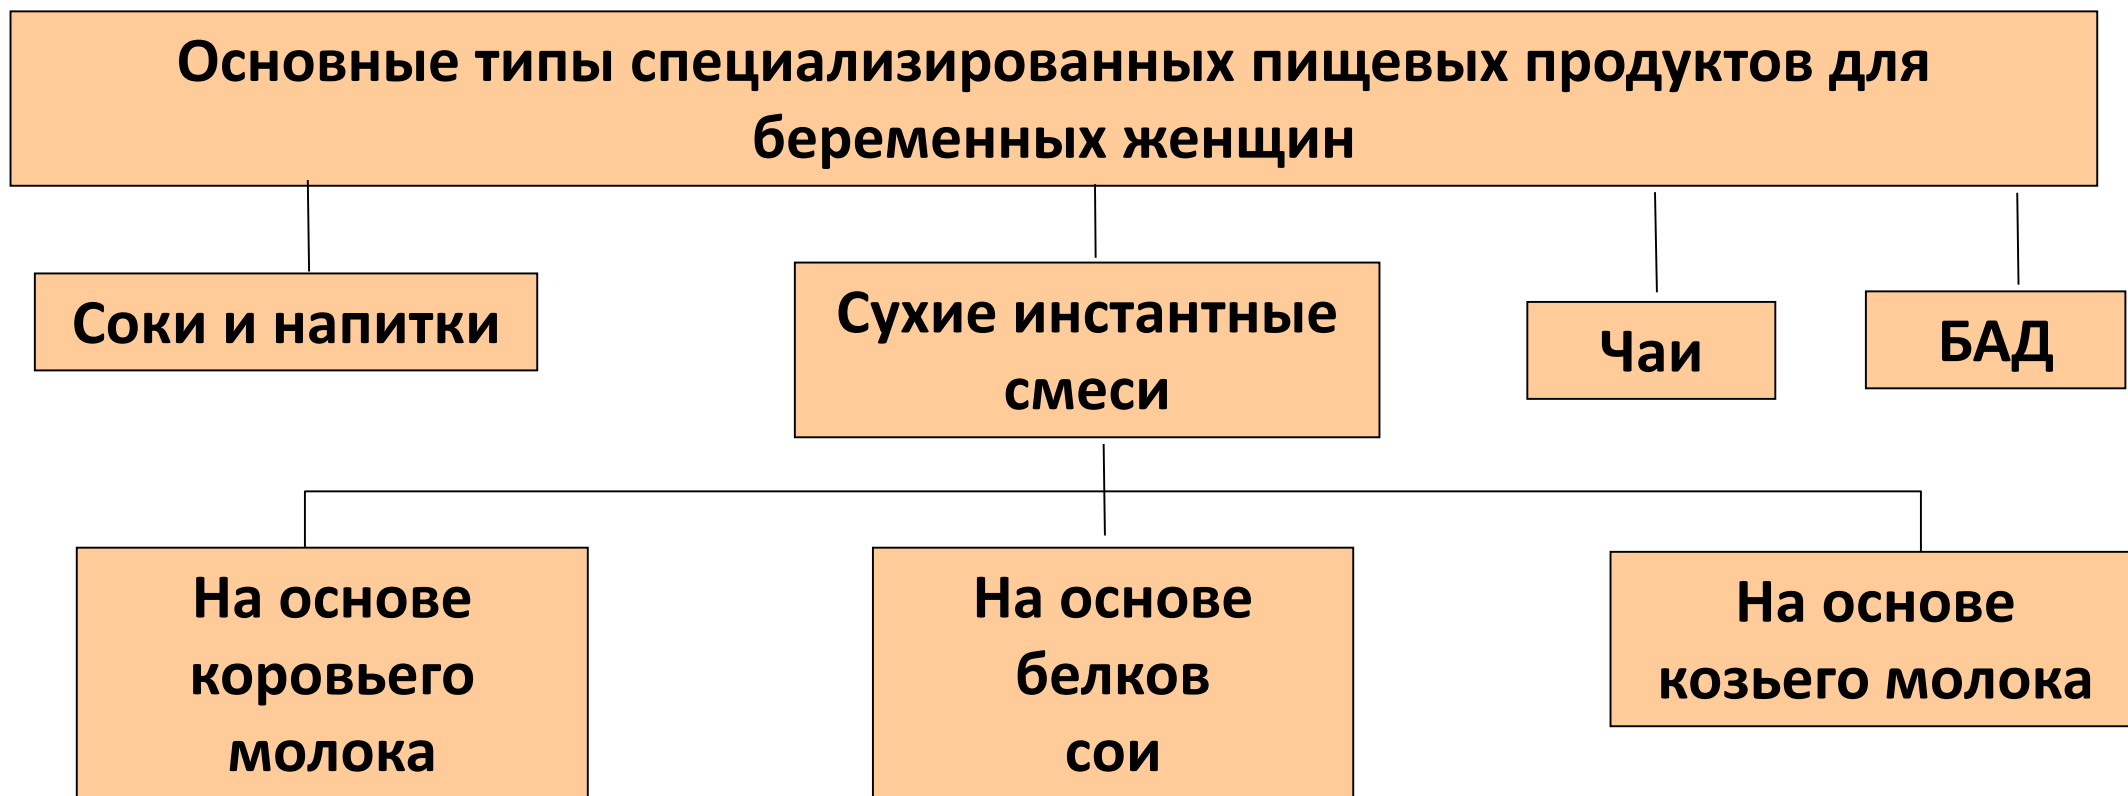 Основные типы специализированных пищевых продуктов для
беременных женщин
Соки и напитки
Сухие инстантные
смеси
Чаи
БАД
На основе
коровьего
молока
На основе
белков
сои
На основе
козьего молока